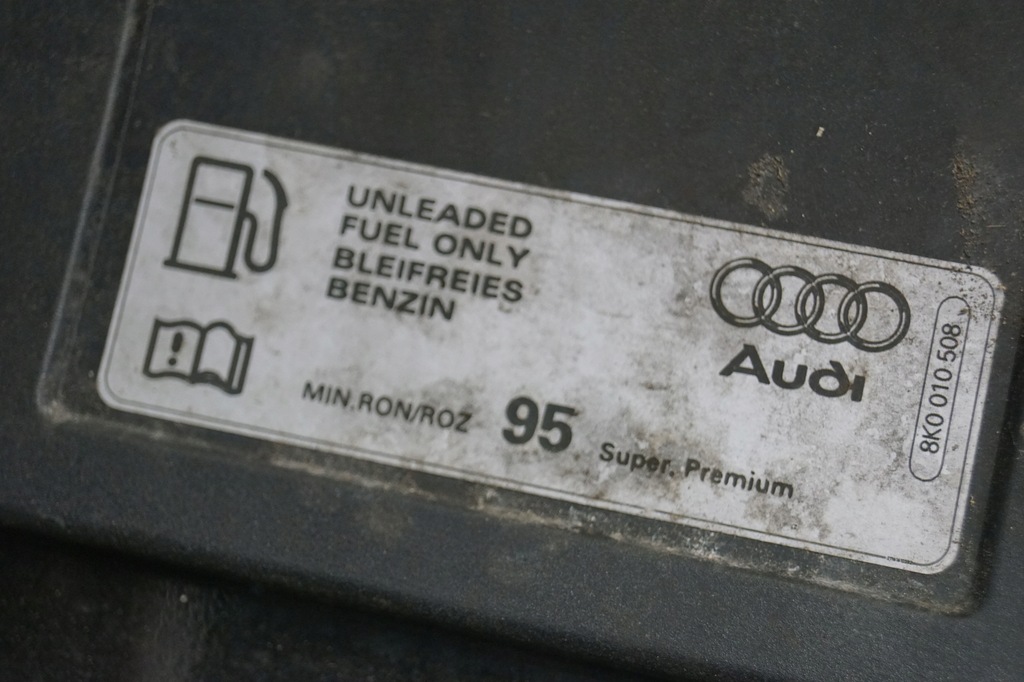 UNLEADED
FUEL ONLY
BLEIFREIES
BENZIN
MIN.RON/ROZ 95 Super. Premium
Audi
8K0 010 508